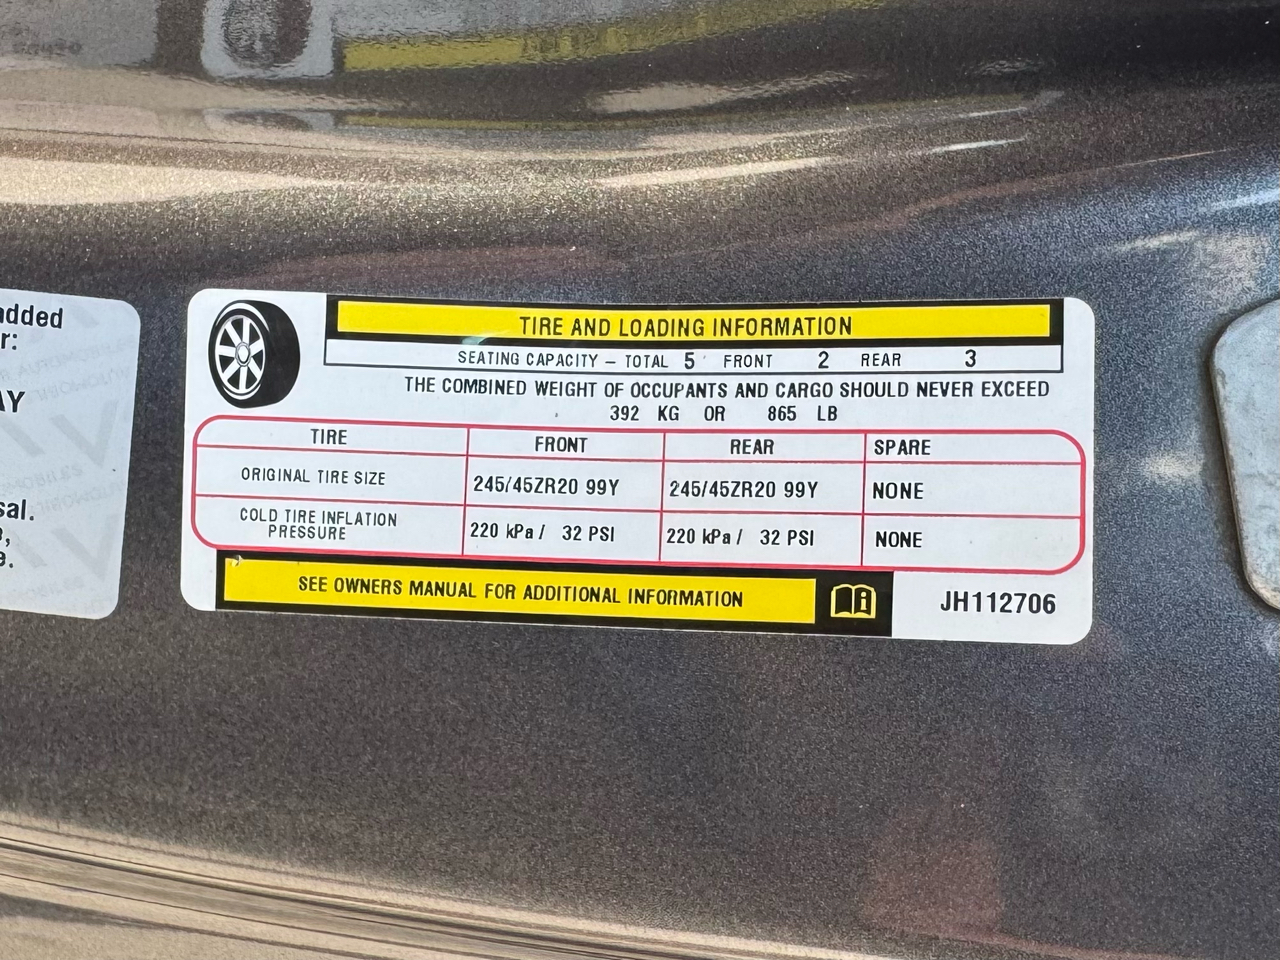 added
r:
AY
sal.
e.
TIRE AND LOADING INFORMATION
SEATING CAPACITY – TOTAL 5 FRONT 2 REAR 3
THE COMBINED WEIGHT OF OCCUPANTS AND CARGO SHOULD NEVER EXCEED
392 KG OR 865 LB
TIRE FRONT REAR SPARE
ORIGINAL TIRE SIZE 245/45ZR20 99Y 245/45ZR20 99Y NONE
COLD TIRE INFLATION PRESSURE 220 kPa / 32 PSI 220 kPa / 32 PSI NONE
SEE OWNERS MANUAL FOR ADDITIONAL INFORMATION
JH112706